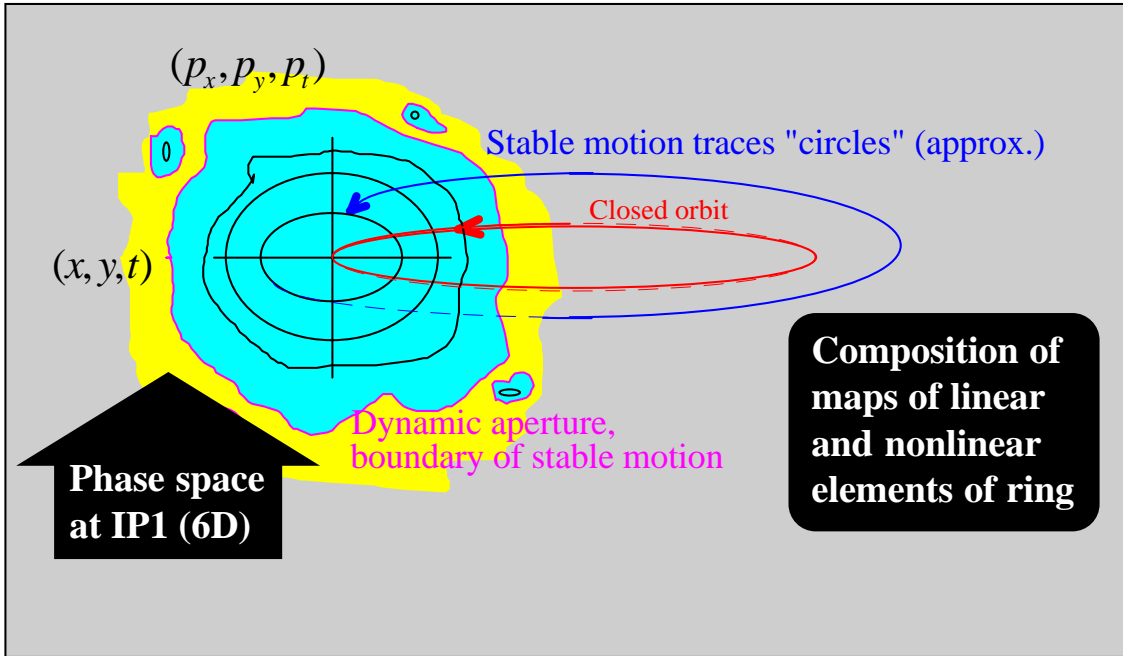 (p_x, p_y, p_t)
Stable motion traces "circles" (approx.)
Closed orbit
(x, y, t)
Composition of
maps of linear
and nonlinear
elements of ring
Dynamic aperture,
boundary of stable motion
Phase space
at IP1 (6D)